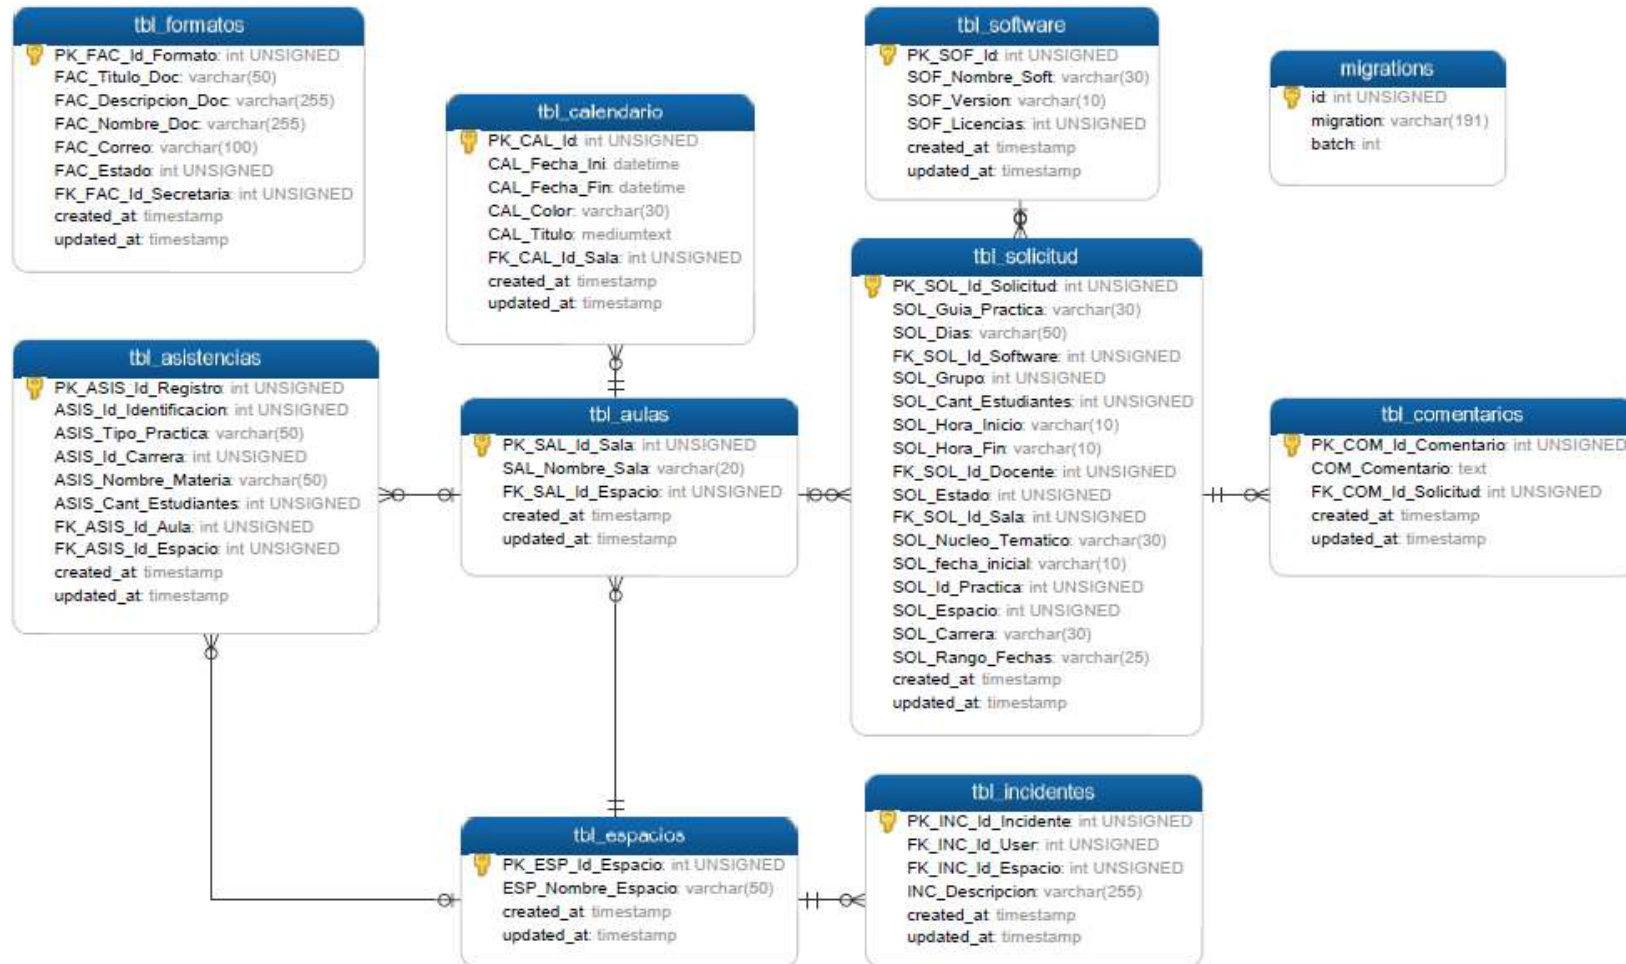 tbl_formatos
PK_FAC_Id_Formato: int UNSIGNED
FAC_Titulo_Doc: varchar(50)
FAC_Descripcion_Doc: varchar(255)
FAC_Nombre_Doc: varchar(255)
FAC_Correo: varchar(100)
FAC_Estado: int UNSIGNED
FK_FAC_Id_Secretaria: int UNSIGNED
created_at: timestamp
updated_at: timestamp
tbl_calendario
PK_CAL_Id: int UNSIGNED
CAL_Fecha_Ini: datetime
CAL_Fecha_Fin: datetime
CAL_Color: varchar(30)
CAL_Titulo: mediumtext
FK_CAL_Id_Sala: int UNSIGNED
created_at: timestamp
updated_at: timestamp
tbl_software
PK_SOF_Id: int UNSIGNED
SOF_Nombre_Soft: varchar(30)
SOF_Version: varchar(10)
SOF_Licencias: int UNSIGNED
created_at: timestamp
updated_at: timestamp
migrations
id: int UNSIGNED
migration: varchar(191)
batch: int
tbl_asistencias
PK_ASIS_Id_Registro: int UNSIGNED
ASIS_Id_Identificacion: int UNSIGNED
ASIS_Tipo_Practica: varchar(50)
ASIS_Id_Carrera: int UNSIGNED
ASIS_Nombre_Materia: varchar(50)
ASIS_Cant_Estudiantes: int UNSIGNED
FK_ASIS_Id_Aula: int UNSIGNED
FK_ASIS_Id_Espacio: int UNSIGNED
created_at: timestamp
updated_at: timestamp
tbl_aulas
PK_SAL_Id_Sala: int UNSIGNED
SAL_Nombre_Sala: varchar(20)
FK_SAL_Id_Espacio: int UNSIGNED
created_at: timestamp
updated_at: timestamp
tbl_solicitud
PK_SOL_Id_Solicitud: int UNSIGNED
SOL_Guia_Practica: varchar(30)
SOL_Dias: varchar(50)
FK_SOL_Id_Software: int UNSIGNED
SOL_Grupo: int UNSIGNED
SOL_Cant_Estudiantes: int UNSIGNED
SOL_Hora_Inicio: varchar(10)
SOL_Hora_Fin: varchar(10)
FK_SOL_Id_Docente: int UNSIGNED
SOL_Estado: int UNSIGNED
FK_SOL_Id_Sala: int UNSIGNED
SOL_Nucleo_Tematico: varchar(30)
SOL_fecha_inicial: varchar(10)
SOL_Id_Practica: int UNSIGNED
SOL_Espacio: int UNSIGNED
SOL_Carrera: varchar(30)
SOL_Rango_Fechas: varchar(25)
created_at: timestamp
updated_at: timestamp
tbl_comentarios
PK_COM_Id_Comentario: int UNSIGNED
COM_Comentario: text
FK_COM_Id_Solicitud: int UNSIGNED
created_at: timestamp
updated_at: timestamp
tbl_espacios
PK_ESP_Id_Espacio: int UNSIGNED
ESP_Nombre_Espacio: varchar(50)
created_at: timestamp
updated_at: timestamp
tbl_incidentes
PK_INC_Id_Incidente: int UNSIGNED
FK_INC_Id_User: int UNSIGNED
FK_INC_Id_Espacio: int UNSIGNED
INC_Descripcion: varchar(255)
created_at: timestamp
updated_at: timestamp